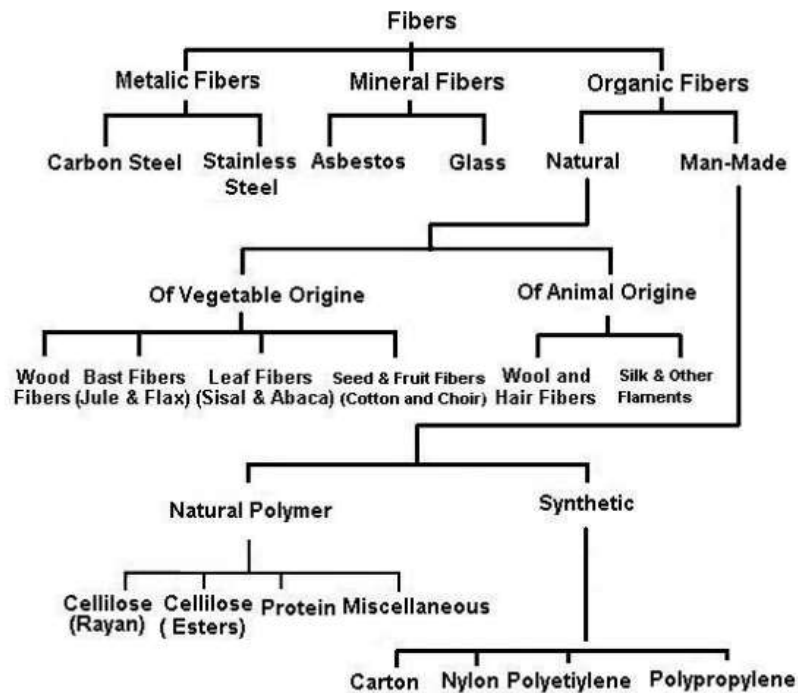 Fibers
Metalic Fibers
Mineral Fibers
Organic Fibers
Carbon Steel
Stainless
Steel
Asbestos
Glass
Natural
Man-Made
Of Vegetable Origine
Of Animal Origine
Wood
Fibers
Bast Fibers
(Jule & Flax)
Leaf Fibers
(Sisal & Abaca)
Seed & Fruit Fibers
(Cotton and Choir)
Wool and
Hair Fibers
Silk & Other
Flaments
Natural Polymer
Synthetic
Cellilose
(Rayan)
Cellilose
( Esters)
Protein
Miscellaneous
Carton
Nylon
Polyetiylene
Polypropylene